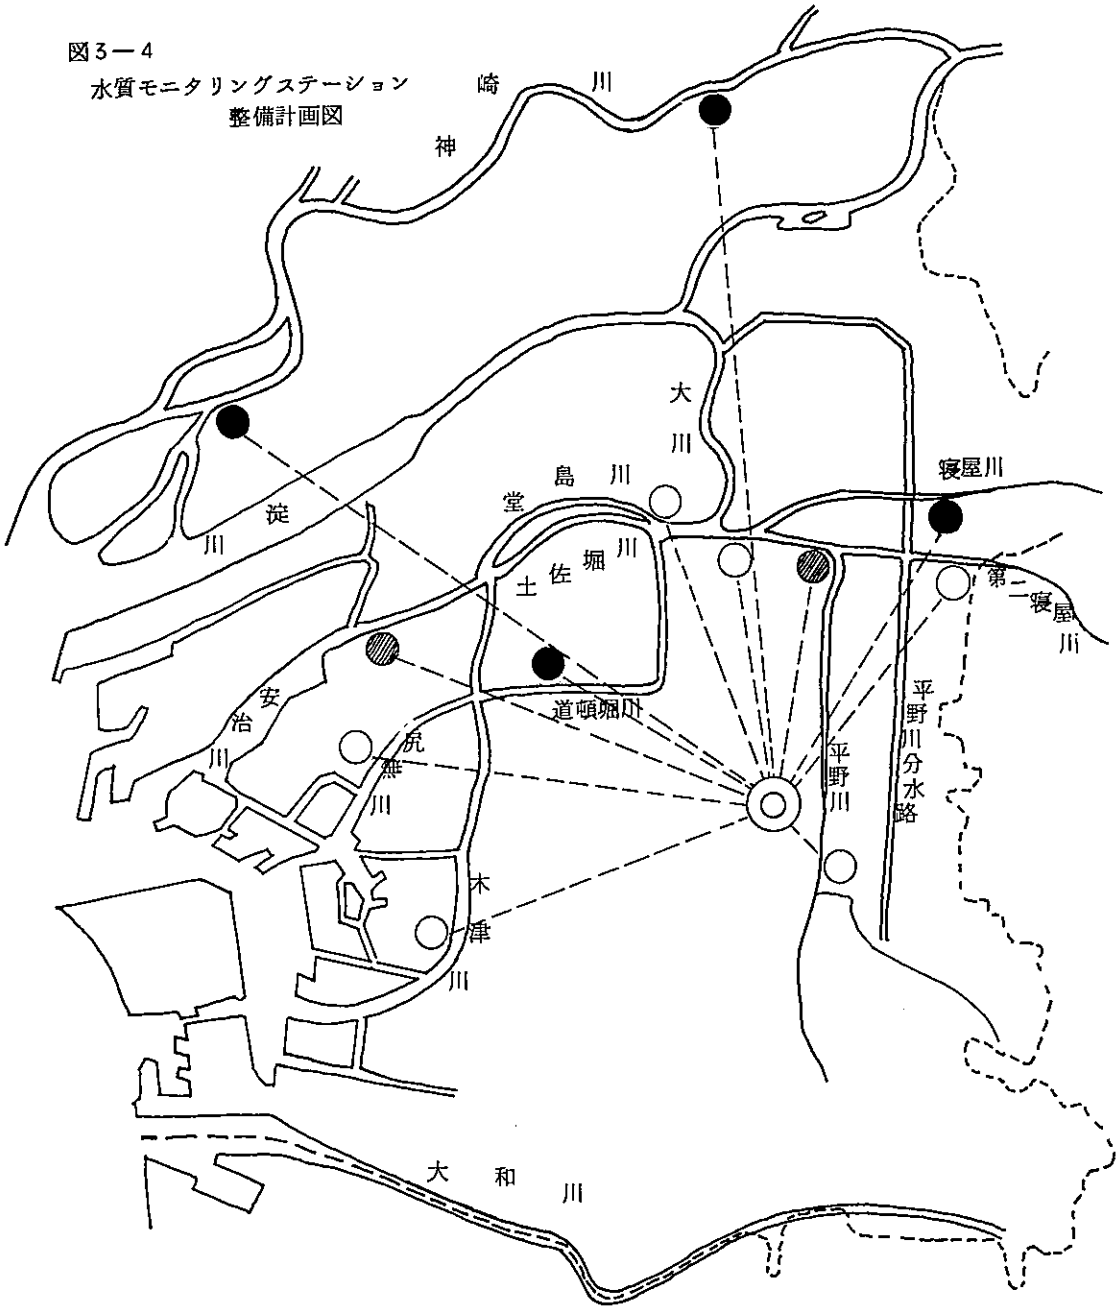 図3―4
水質モニタリングステーション
整備計画図
神崎川
大川
淀川
堂島川
土佐堀川
寝屋川
第二寝屋川
安治川
道頓堀川
尻無川
平野川
平野川分水路
木津川
大和川